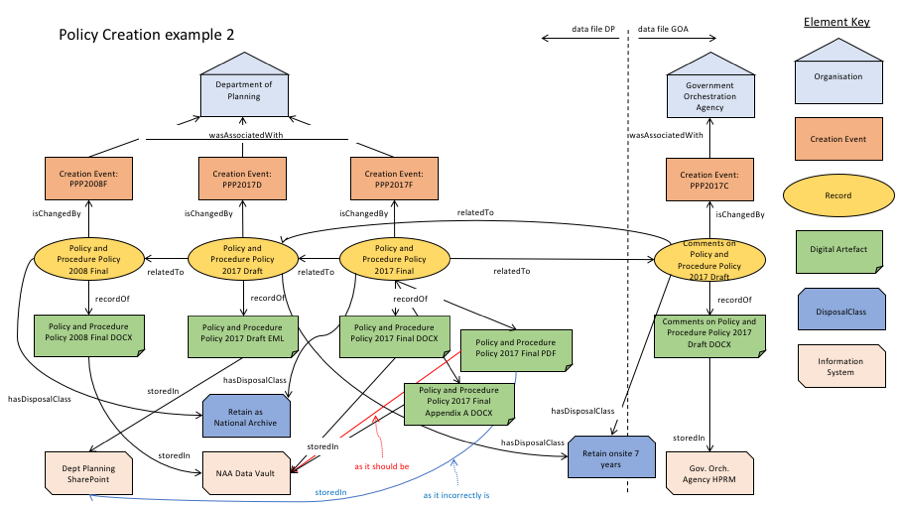 Policy Creation example 2
data file DP
data file GOA
Element Key
Department of
Planning
Government
Orchestration
Agency
Organisation
wasAssociatedWith
wasAssociatedWith
Creation Event:
PPP2008F
Creation Event:
PPP2017D
Creation Event:
PPP2017F
Creation Event:
PPP2017C
Creation Event
isChangedBy
isChangedBy
isChangedBy
isChangedBy
relatedTo
Record
Policy and
Procedure Policy
2008 Final
Policy and
Procedure Policy
2017 Draft
Policy and
Procedure Policy
2017 Final
Comments on
Policy and
Procedure Policy
2017 Draft
relatedTo
relatedTo
relatedTo
Digital Artefact
recordOf
recordOf
recordOf
recordOf
Policy and Procedure
Policy 2008 Final DOCX
Policy and Procedure
Policy 2017 Draft EML
Policy and Procedure
Policy 2017 Final DOCX
Policy and Procedure
Policy 2017 Final PDF
Comments on Policy and
Procedure Policy 2017
Draft DOCX
DisposalClass
Information
System
hasDisposalClass
storedIn
hasDisposalClass
Policy and Procedure
Policy 2017 Final
Appendix A DOCX
Retain as
National Archive
hasDisposalClass
hasDisposalClass
storedIn
storedIn
storedIn
Dept Planning
SharePoint
NAA Data Vault
as it should be
Retain onsite 7
years
Gov. Orch.
Agency HPRM
storedIn
as it incorrectly is